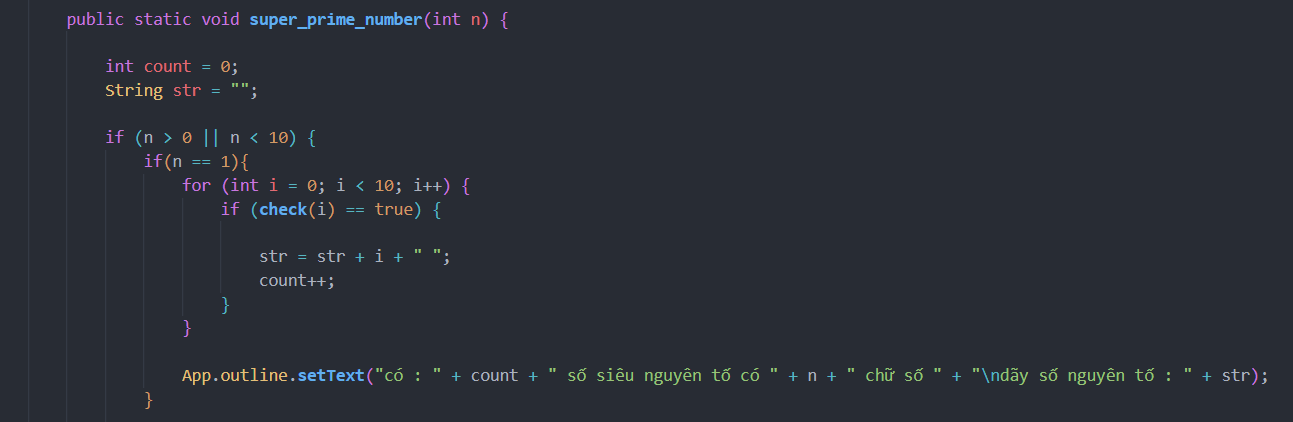 public static void super_prime_number(int n) {
int count = 0;
String str = "";
if (n > 0 || n < 10) {
if(n == 1){
for (int i = 0; i < 10; i++) {
if (check(i) == true) {
str = str + i + " ";
count++;
}
}
App.outline.setText("có : " + count + " số siêu nguyên tố có " + n + " chữ số " + "\ndãy số nguyên tố : " + str);
}